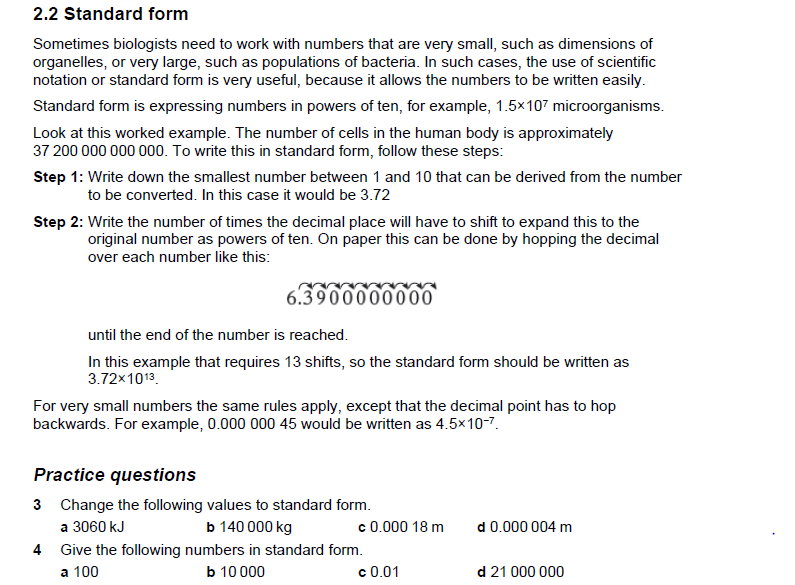 2.2 Standard form
Sometimes biologists need to work with numbers that are very small, such as dimensions of
organelles, or very large, such as populations of bacteria. In such cases, the use of scientific
notation or standard form is very useful, because it allows the numbers to be written easily.
Standard form is expressing numbers in powers of ten, for example, 1.5×10⁷ microorganisms.
Look at this worked example. The number of cells in the human body is approximately
37 200 000 000 000. To write this in standard form, follow these steps:
Step 1: Write down the smallest number between 1 and 10 that can be derived from the number
to be converted. In this case it would be 3.72
Step 2: Write the number of times the decimal place will have to shift to expand this to the
original number as powers of ten. On paper this can be done by hopping the decimal
over each number like this:
6.3900000000
until the end of the number is reached.
In this example that requires 13 shifts, so the standard form should be written as
3.72×10¹³.
For very small numbers the same rules apply, except that the decimal point has to hop
backwards. For example, 0.000 000 45 would be written as 4.5×10⁻⁷.
Practice questions
3 Change the following values to standard form.
a 3060 kJ b 140 000 kg c 0.000 18 m d 0.000 004 m
4 Give the following numbers in standard form.
a 100 b 10 000 c 0.01 d 21 000 000